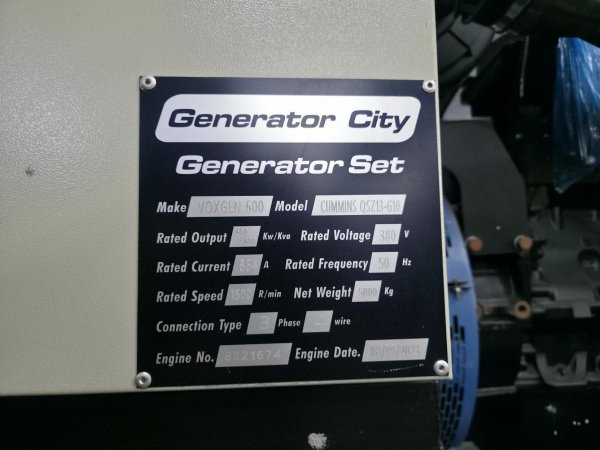 Generator City
Generator Set
Make VOXGEN 600 Model CUMMINS QSZ13-G10
Rated Output Kw/Kva Rated Voltage 380 V
Rated Current A Rated Frequency 50 Hz
Rated Speed 1500 R/min Net Weight 5000 Kg
Connection Type 3 Phase wire
Engine No. 8321674 Engine Date.